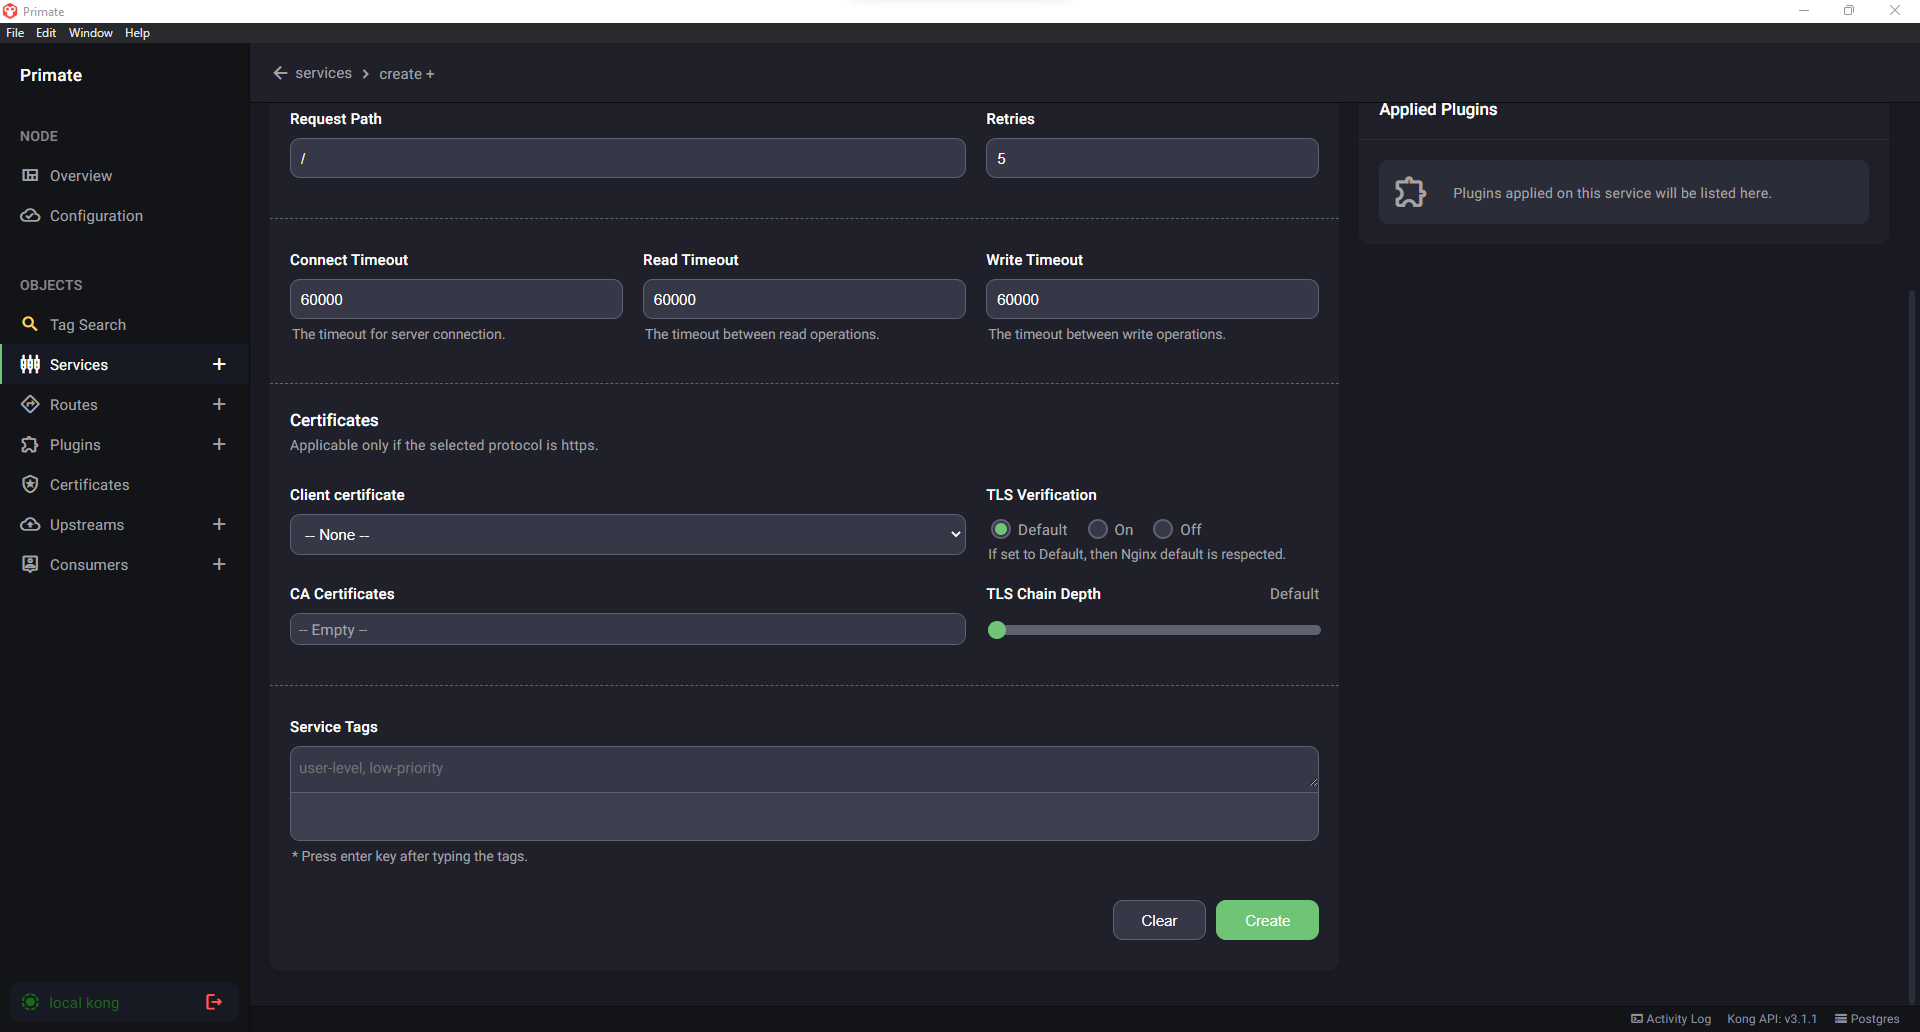 Primate
File Edit Window Help
Primate
services > create +
NODE
Overview
Configuration
OBJECTS
Tag Search
Services +
Routes +
Plugins +
Certificates
Upstreams +
Consumers +
local kong
Request Path
/
Retries
5
Connect Timeout
60000
The timeout for server connection.
Read Timeout
60000
The timeout between read operations.
Write Timeout
60000
The timeout between write operations.
Certificates
Applicable only if the selected protocol is https.
Client certificate
-- None --
TLS Verification
Default On Off
If set to Default, then Nginx default is respected.
CA Certificates
-- Empty --
TLS Chain Depth Default
Service Tags
user-level, low-priority
* Press enter key after typing the tags.
Clear Create
Applied Plugins
Plugins applied on this service will be listed here.
Activity Log Kong API: v3.1.1 Postgres